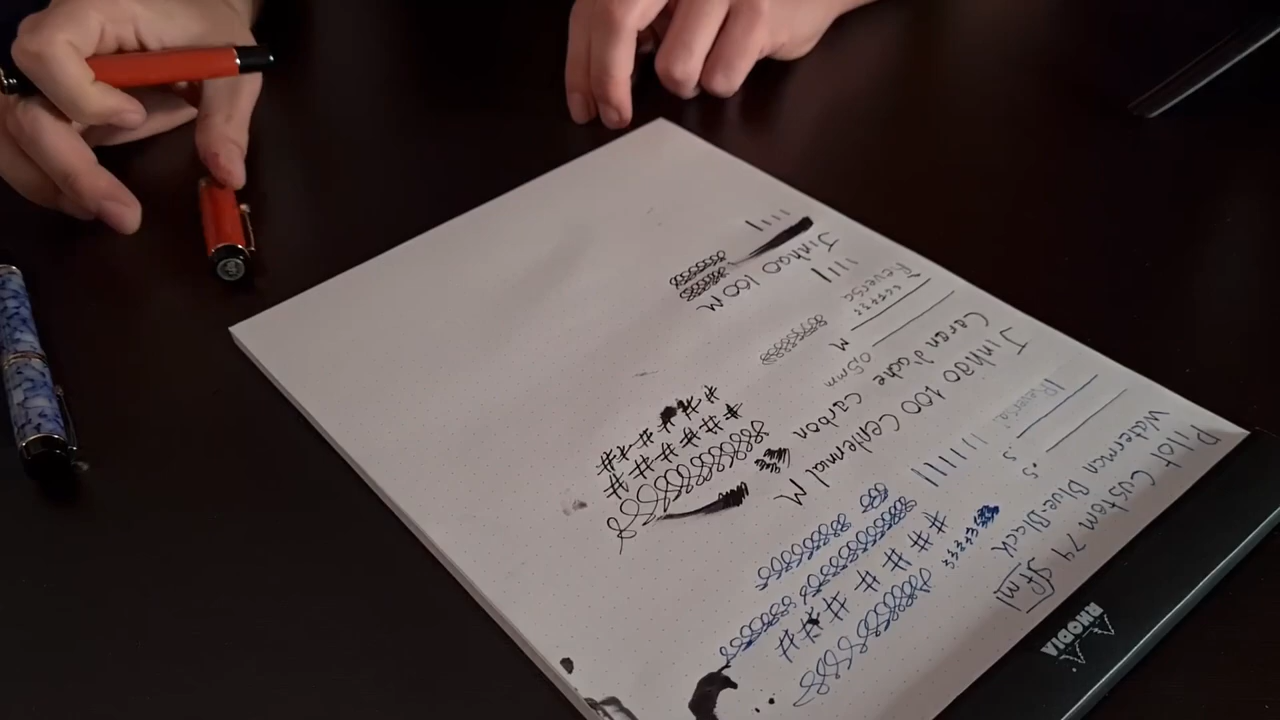 RHODIA
Pilot Custom 74 SFM
Waterman Blue-Black
.5
S
Reverse
Jinhao 100 Centennial M
Caran d'ache carbon
0,5mm
M
Reverse
Jinhao 100 M